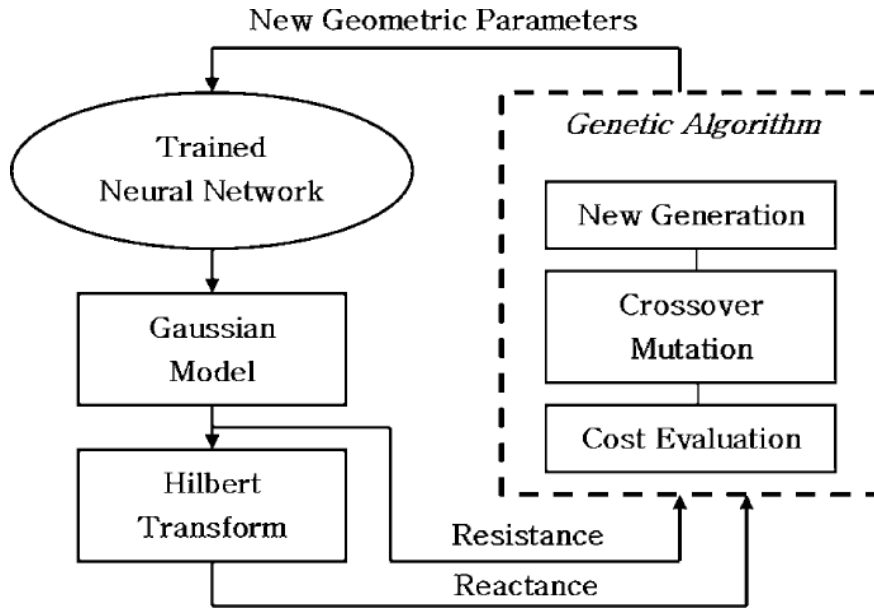 New Geometric Parameters
Trained
Neural Network
Gaussian
Model
Hilbert
Transform
Genetic Algorithm
New Generation
Crossover
Mutation
Cost Evaluation
Resistance
Reactance